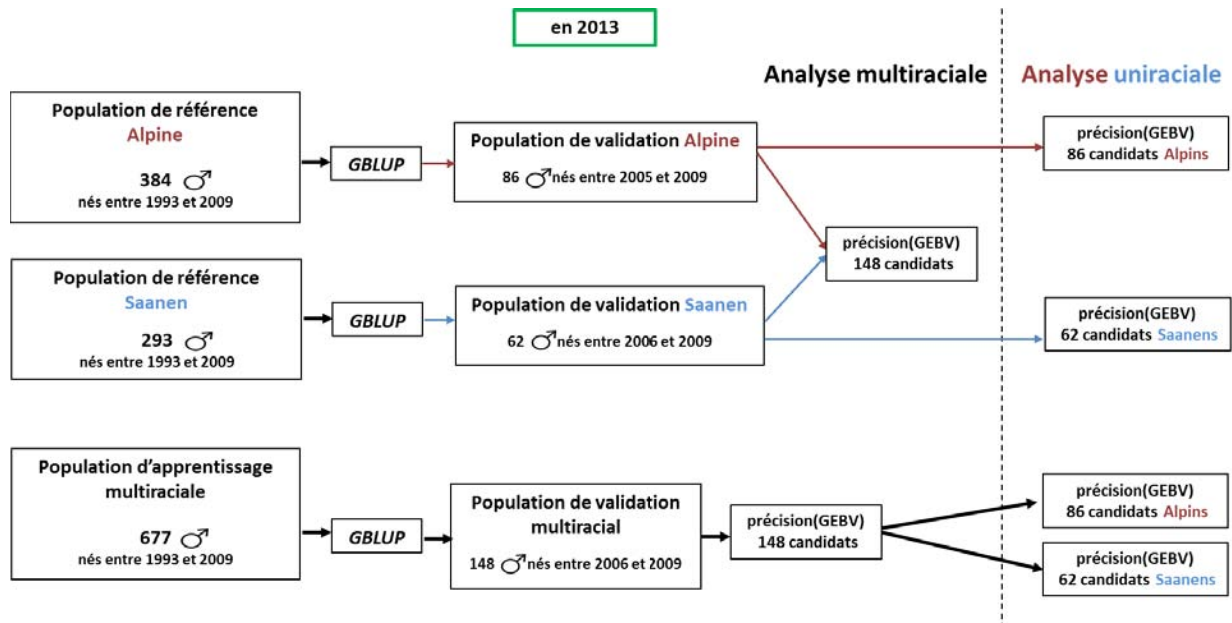 en 2013
Analyse multiraciale
Analyse uniraciale
Population de référence
Alpine
384 ♂
nés entre 1993 et 2009
GBLUP
Population de validation Alpine
86 ♂ nés entre 2005 et 2009
précision(GEBV)
86 candidats Alpins
précision(GEBV)
148 candidats
Population de référence
Saanen
293 ♂
nés entre 1993 et 2009
GBLUP
Population de validation Saanen
62 ♂ nés entre 2006 et 2009
précision(GEBV)
62 candidats Saanens
Population d'apprentissage
multiraciale
677 ♂
nés entre 1993 et 2009
GBLUP
Population de validation
multiracial
148 ♂ nés entre 2006 et 2009
précision(GEBV)
148 candidats
précision(GEBV)
86 candidats Alpins
précision(GEBV)
62 candidats Saanens